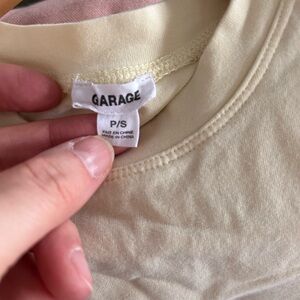 GARAGE
P/S
FAIT EN CHINE
MADE IN CHINA